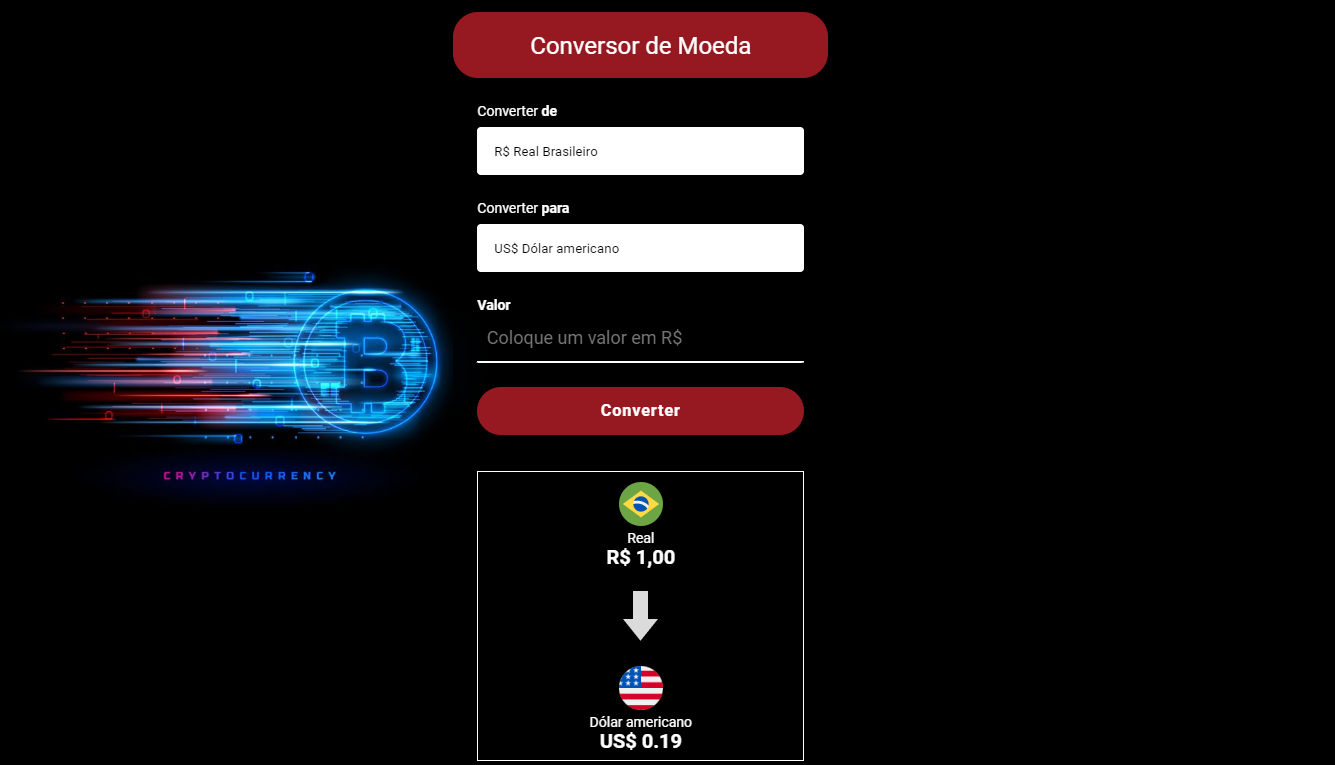 Conversor de Moeda
Converter de
R$ Real Brasileiro
Converter para
US$ Dólar americano
Valor
Coloque um valor em R$
Converter
CRYPTOCURRENCY
Real
R$ 1,00
Dólar americano
US$ 0.19